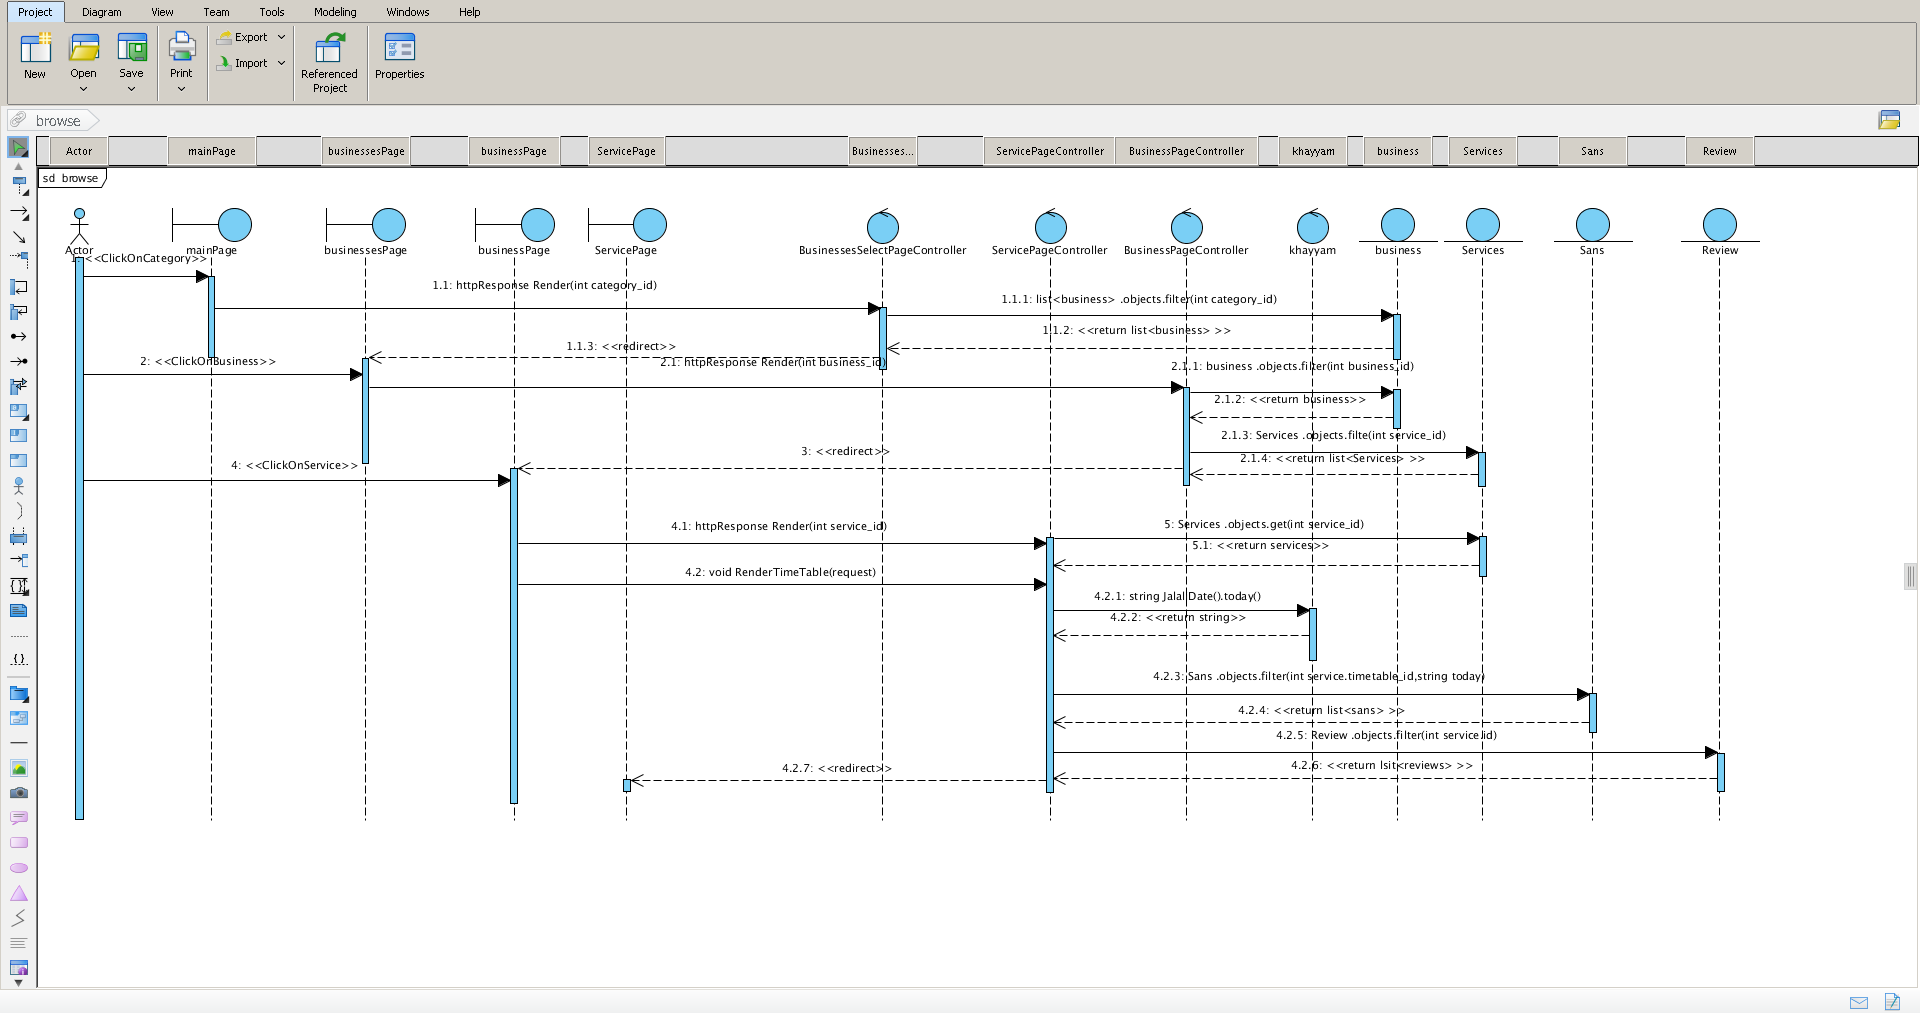 Project Diagram View Team Tools Modeling Windows Help
New Open Save Print Export Import Referenced Project Properties
browse
Actor mainPage businessesPage businessPage ServicePage Businesses... ServicePageController BusinessPageController khayyam business Services Sans Review
sd browse
Actor mainPage businessesPage businessPage ServicePage BusinessesSelectPageController ServicePageController BusinessPageController khayyam business Services Sans Review
<<ClickOnCategory>>
1.1: httpResponse Render(int category_id)
1.1.1: list<business> .objects.filter(int category_id)
1.1.2: <<return list<business> >>
1.1.3: <<redirect>>
2: <<ClickOnBusiness>>
2.1: httpResponse Render(int business_id)
2.1.1: business .objects.filter(int business_id)
2.1.2: <<return business>>
2.1.3: Services .objects.filte(int service_id)
3: <<redirect>>
2.1.4: <<return list<Services> >>
4: <<ClickOnService>>
4.1: httpResponse Render(int service_id)
5: Services .objects.get(int service_id)
5.1: <<return services>>
4.2: void RenderTimeTable(request)
4.2.1: string JalaliDate().today()
4.2.2: <<return string>>
4.2.3: Sans .objects.filter(int service.timetable_id,string today)
4.2.4: <<return list<sans> >>
4.2.5: Review .objects.filter(int service.id)
4.2.6: <<return lsit<reviews> >>
4.2.7: <<redirect>>